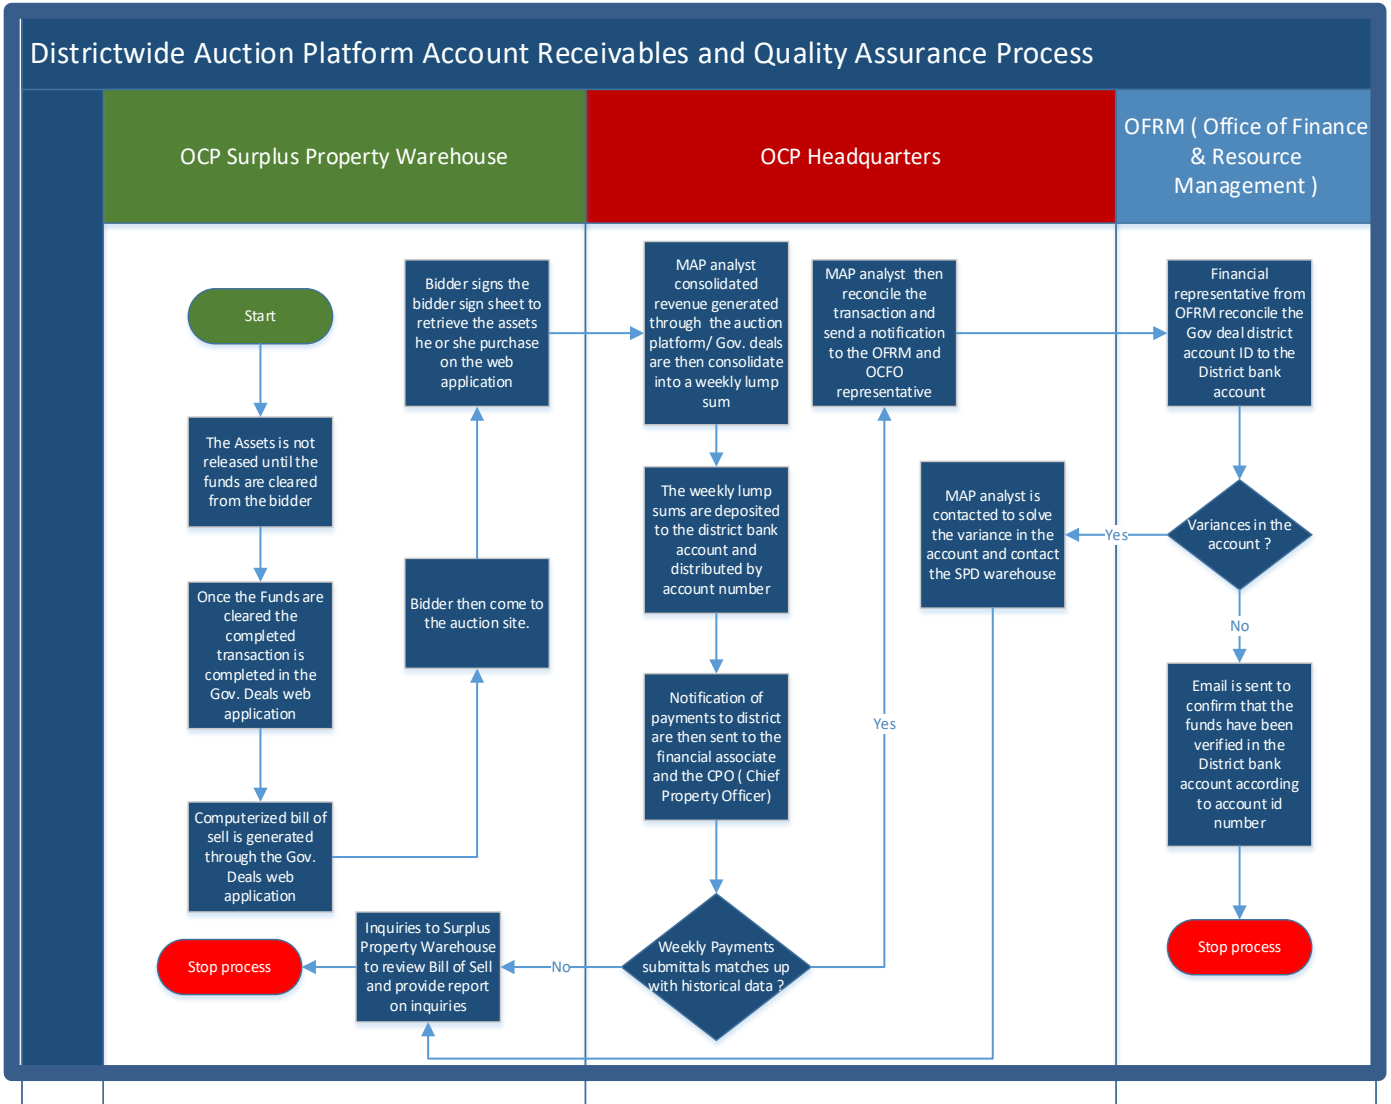 Districtwide Auction Platform Account Receivables and Quality Assurance Process
OCP Surplus Property Warehouse
OCP Headquarters
OFRM ( Office of Finance
& Resource
Management )
Start
The Assets is not
released until the
funds are cleared
from the bidder
Once the Funds are
cleared the
completed
transaction is
completed in the
Gov. Deals web
application
Computerized bill of
sell is generated
through the Gov.
Deals web
application
Bidder then come to
the auction site.
Bidder signs the
bidder sign sheet to
retrieve the assets
he or she purchase
on the web
application
MAP analyst
consolidated
revenue generated
through the auction
platform/ Gov. deals
are then consolidate
into a weekly lump
sum
The weekly lump
sums are deposited
to the district bank
account and
distributed by
account number
Notification of
payments to district
are then sent to the
financial associate
and the CPO ( Chief
Property Officer)
Weekly Payments
submittals matches up
with historical data ?
No
Inquiries to Surplus
Property Warehouse
to review Bill of Sell
and provide report
on inquiries
Stop process
Yes
MAP analyst then
reconcile the
transaction and
send a notification
to the OFRM and
OCFO
representative
Financial
representative from
OFRM reconcile the
Gov deal district
account ID to the
District bank
account
Variances in the
account ?
Yes
MAP analyst is
contacted to solve
the variance in the
account and contact
the SPD warehouse
No
Email is sent to
confirm that the
funds have been
verified in the
District bank
account according
to account id
number
Stop process